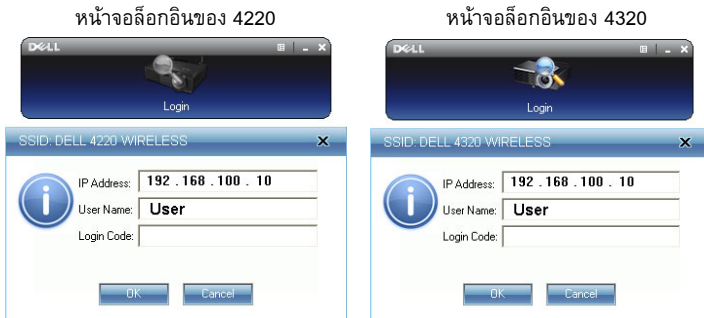 หน้าจอล็อกอินของ 4220
DELL
Login
SSID: DELL 4220 WIRELESS
IP Address: 192 . 168 . 100 . 10
User Name: User
Login Code:
OK Cancel
หน้าจอล็อกอินของ 4320
DELL
Login
SSID: DELL 4320 WIRELESS
IP Address: 192 . 168 . 100 . 10
User Name: User
Login Code:
OK Cancel